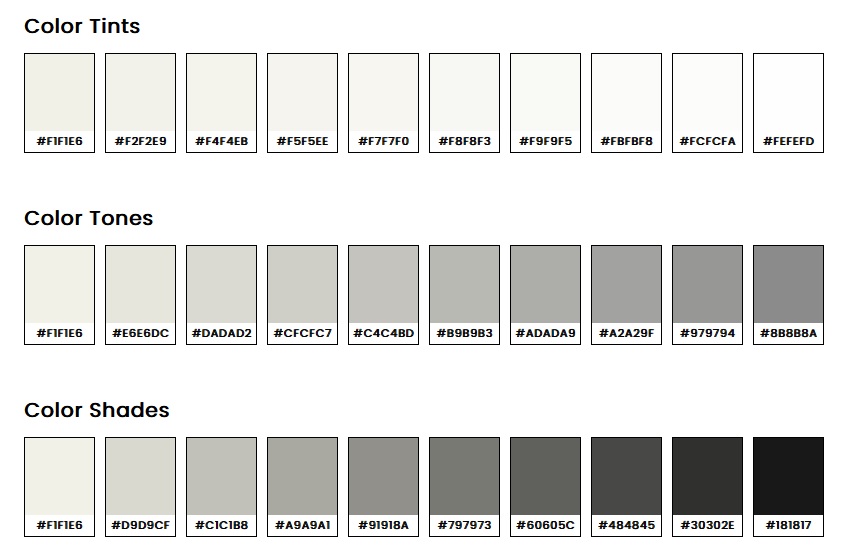 Color Tints
#F1F1E6 #F2F2E9 #F4F4EB #F5F5EE #F7F7F0 #F8F8F3 #F9F9F5 #FBFBF8 #FCFCFA #FEFEFD
Color Tones
#F1F1E6 #E6E6DC #DADAD2 #CFCFC7 #C4C4BD #B9B9B3 #ADADA9 #A2A29F #979794 #8B8B8A
Color Shades
#F1F1E6 #D9D9CF #C1C1B8 #A9A9A1 #91918A #797973 #60605C #484845 #30302E #181817